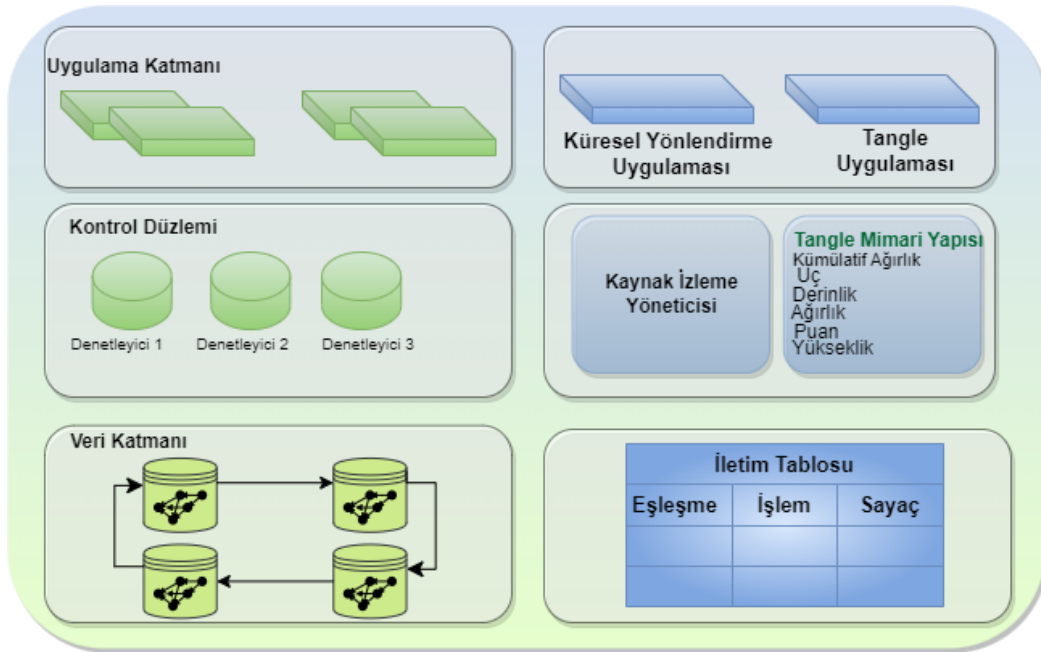 Uygulama Katmanı
Küresel Yönlendirme
Uygulaması
Tangle
Uygulaması
Kontrol Düzlemi
Denetleyici 1
Denetleyici 2
Denetleyici 3
Kaynak İzleme
Yöneticisi
Tangle Mimari Yapısı
Kümülatif Ağırlık
Uç
Derinlik
Ağırlık
Puan
Yükseklik
Veri Katmanı
İletim Tablosu
Eşleşme
İşlem
Sayaç